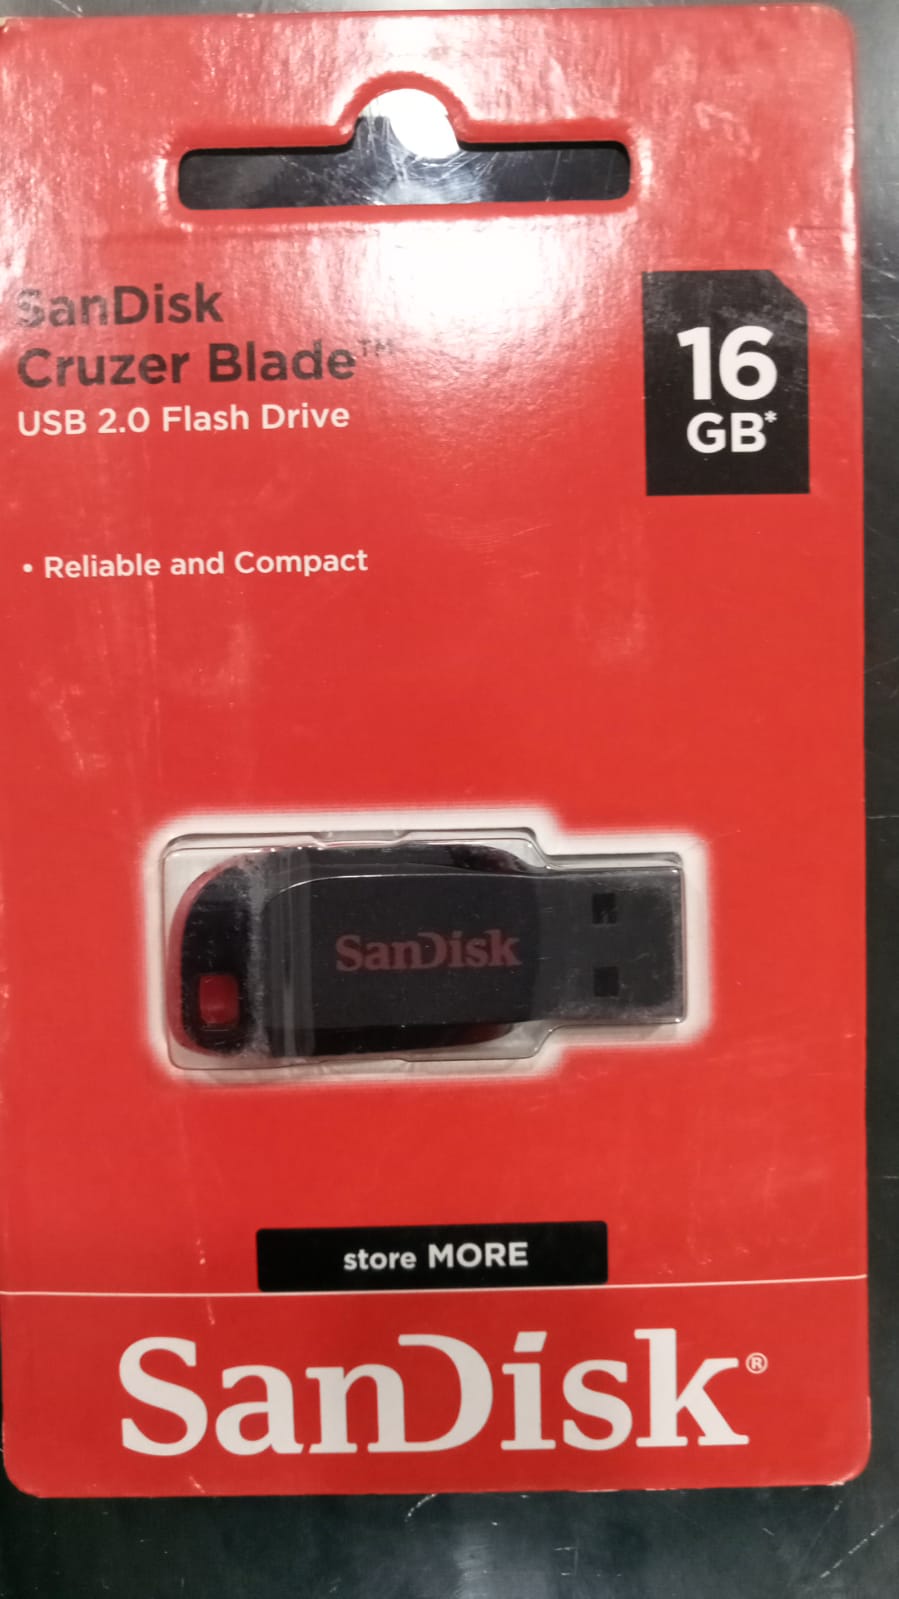 SanDisk
Cruzer Blade™
USB 2.0 Flash Drive
16
GB*
• Reliable and Compact
SanDisk
store MORE
SanDisk®